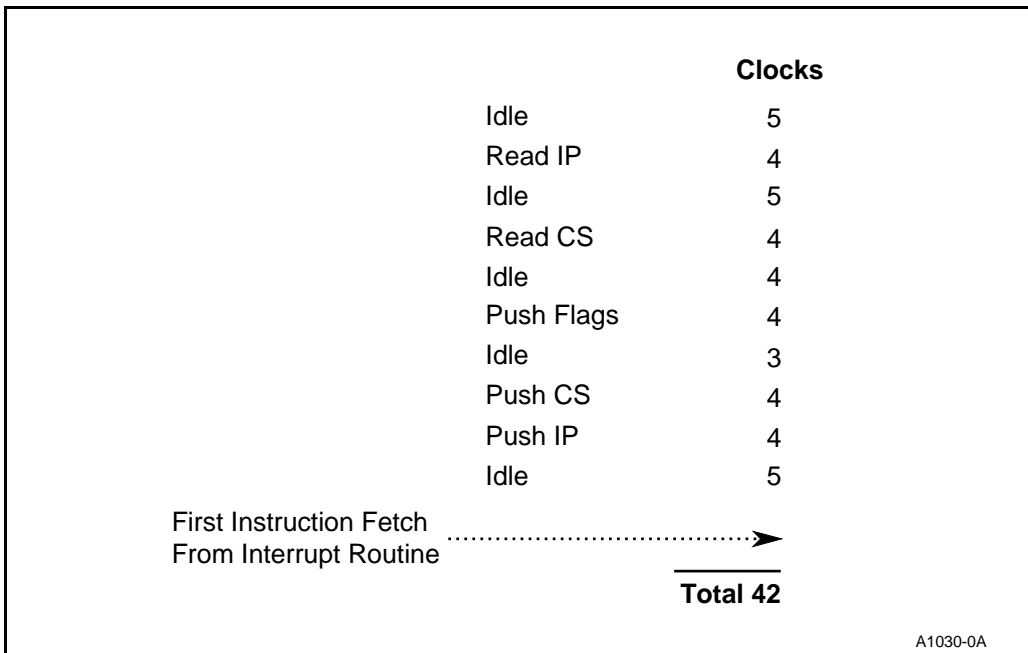 Clocks
Idle 5
Read IP 4
Idle 5
Read CS 4
Idle 4
Push Flags 4
Idle 3
Push CS 4
Push IP 4
Idle 5
First Instruction Fetch
From Interrupt Routine
Total 42
A1030-0A